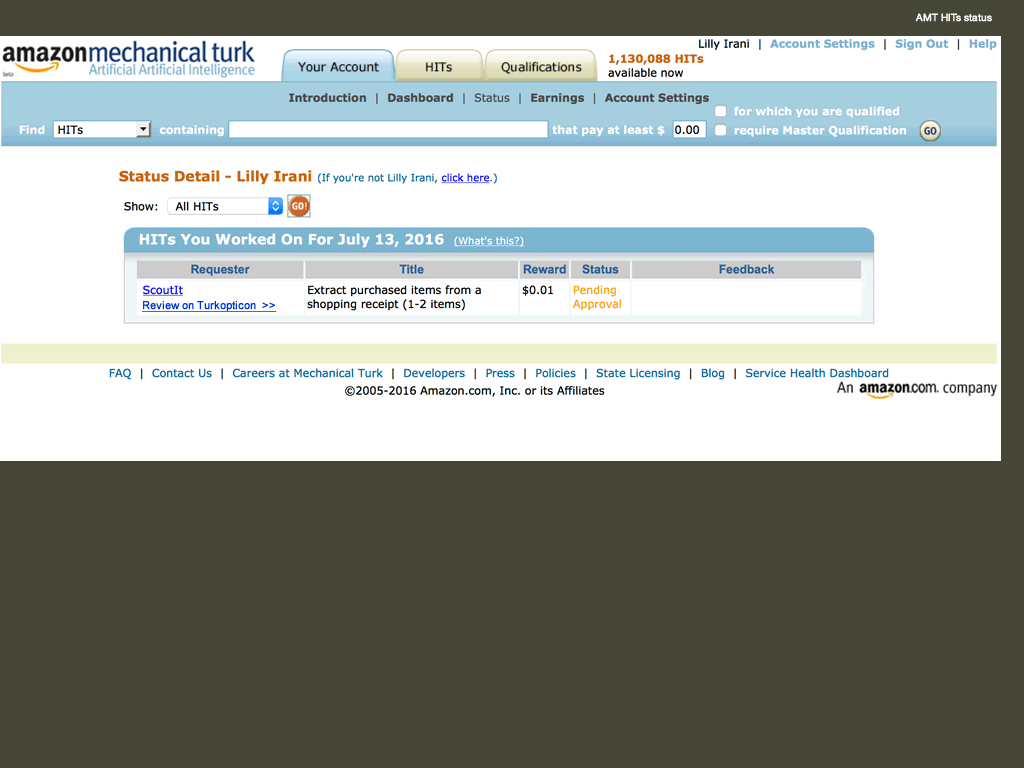 AMT HITs status
Lilly Irani | Account Settings | Sign Out | Help
amazonmechanical turk
beta
Artificial Artificial Intelligence
Your Account
HITs
Qualifications
1,130,088 HITs
available now
Introduction | Dashboard | Status | Earnings | Account Settings
Find HITs containing that pay at least $ 0.00
for which you are qualified
require Master Qualification
GO
Status Detail - Lilly Irani (If you're not Lilly Irani, click here.)
Show: All HITs GO!
HITs You Worked On For July 13, 2016 (What's this?)
Requester Title Reward Status Feedback
ScoutIt Extract purchased items from a $0.01 Pending
Review on Turkopticon >> shopping receipt (1-2 items) Approval
FAQ | Contact Us | Careers at Mechanical Turk | Developers | Press | Policies | State Licensing | Blog | Service Health Dashboard
©2005-2016 Amazon.com, Inc. or its Affiliates
An amazon.com. company